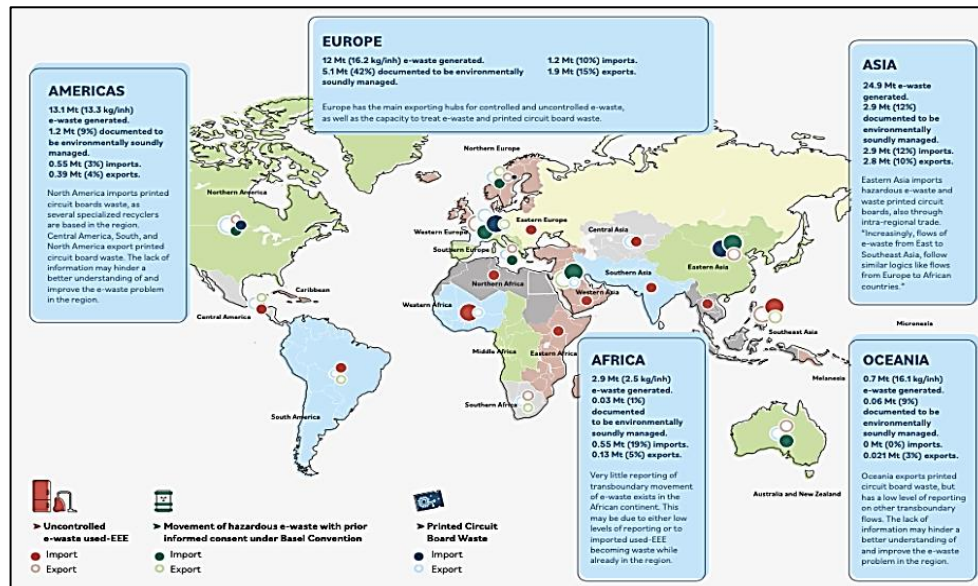 EUROPE
12 Mt (16.2 kg/inh) e-waste generated.
5.1 Mt (42%) documented to be environmentally
soundly managed.
1.2 Mt (10%) imports.
1.9 Mt (15%) exports.
Europe has the main exporting hubs for controlled and uncontrolled e-waste,
as well as the capacity to treat e-waste and printed circuit board waste.
AMERICAS
13.1 Mt (13.3 kg/inh)
e-waste generated.
1.2 Mt (9%) documented to
be environmentally soundly
managed.
0.55 Mt (3%) imports.
0.39 Mt (4%) exports.
North America imports printed
circuit boards waste, as
several specialized recyclers
are based in the region.
Central America, South, and
North America export printed
circuit board waste. The lack
of information may hinder a
better understanding of and
improve the e-waste problem
in the region.
ASIA
24.9 Mt e-waste
generated.
2.9 Mt (12%)
documented to be
environmentally
soundly managed.
2.9 Mt (12%) imports.
2.8 Mt (10%) exports.
Eastern Asia imports
hazardous e-waste and
waste printed circuit
boards, also through
intra-regional trade.
"Increasingly, flows of
e-waste from East to
Southeast Asia, follow
similar logics like flows
from Europe to African
countries."
Northern Europe
Northern America
Western Europe
Eastern Europe
Southern Europe
Central Asia
Eastern Asia
Southern Asia
Northern Africa
Western Asia
Caribbean
Central America
Western Africa
Southeast Asia
Micronesia
Middle Africa
Eastern Africa
Melanesia
South America
Southern Africa
Australia and New Zealand
AFRICA
2.9 Mt (2.5 kg/inh)
e-waste generated.
0.03 Mt (1%)
documented
to be environmentally
soundly managed.
0.55 Mt (19%) imports.
0.13 Mt (5%) exports.
Very little reporting of
transboundary movement
of e-waste exists in the
African continent. This
may be due to either low
levels of reporting or to
imported used-EEE
becoming waste while
already in the region.
OCEANIA
0.7 Mt (16.1 kg/inh)
e-waste generated.
0.06 Mt (9%)
documented to be
environmentally
soundly managed.
0 Mt (0%) imports.
0.021 Mt (3%) exports.
Oceania exports printed
circuit board waste, but
has a low level of reporting
on other transboundary
flows. The lack of
information may hinder a
better understanding of
and improve the e-waste
problem in the region.
➤ Uncontrolled
e-waste used-EEE
Import
Export
➤ Movement of hazardous e-waste with prior
informed consent under Basel Convention
Import
Export
➤ Printed Circuit
Board Waste
Import
Export